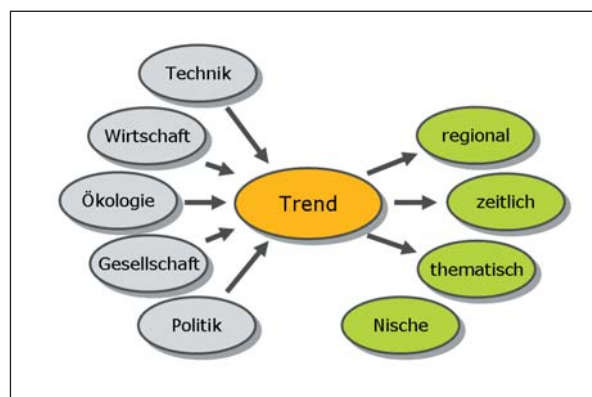 Technik
Wirtschaft
Ökologie
Gesellschaft
Politik
Trend
regional
zeitlich
thematisch
Nische